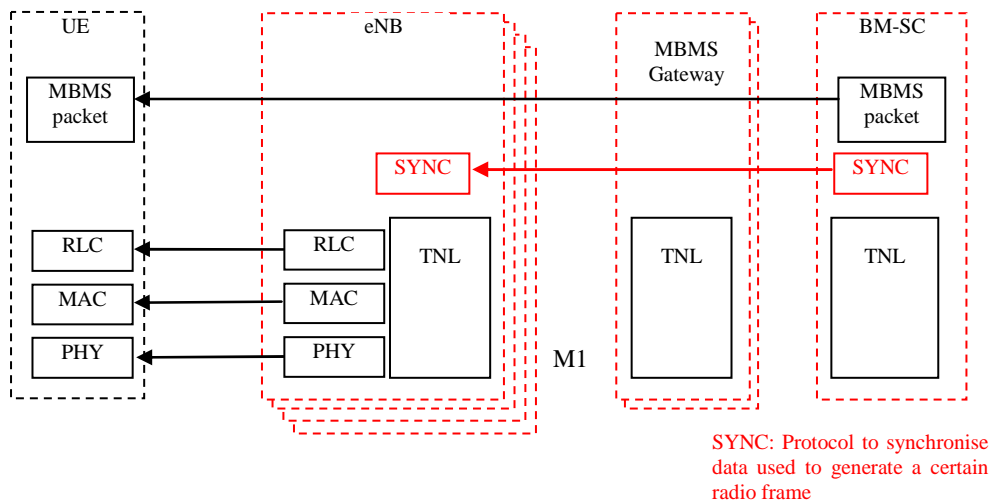 UE
eNB
MBMS
Gateway
BM-SC
MBMS
packet
MBMS
packet
SYNC
SYNC
RLC
RLC
TNL
TNL
TNL
MAC
MAC
PHY
PHY
M1
SYNC: Protocol to synchronise
data used to generate a certain
radio frame